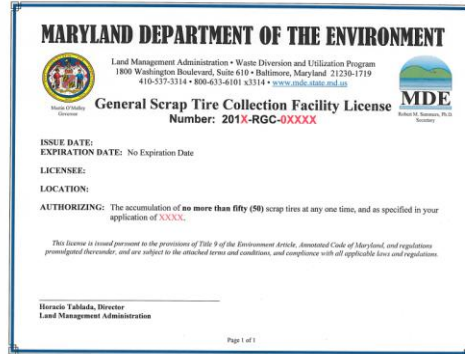 MARYLAND DEPARTMENT OF THE ENVIRONMENT
Land Management Administration • Waste Diversion and Utilization Program
1800 Washington Boulevard, Suite 610 • Baltimore, Maryland 21230-1719
410-537-3314 • 800-633-6101 x3314 • www.mde.state.md.us
Martin O'Malley
Governor
General Scrap Tire Collection Facility License
Number: 201X-RGC-0XXXX
MDE
Robert M. Summers, Ph.D.
Secretary
ISSUE DATE:
EXPIRATION DATE: No Expiration Date
LICENSEE:
LOCATION:
AUTHORIZING: The accumulation of no more than fifty (50) scrap tires at any one time, and as specified in your
application of XXXX.
This license is issued pursuant to the provisions of Title 9 of the Environment Article, Annotated Code of Maryland, and regulations
promulgated thereunder, and are subject to the attached terms and conditions, and compliance with all applicable laws and regulations.
Horacio Tablada, Director
Land Management Administration
Page 1 of 1